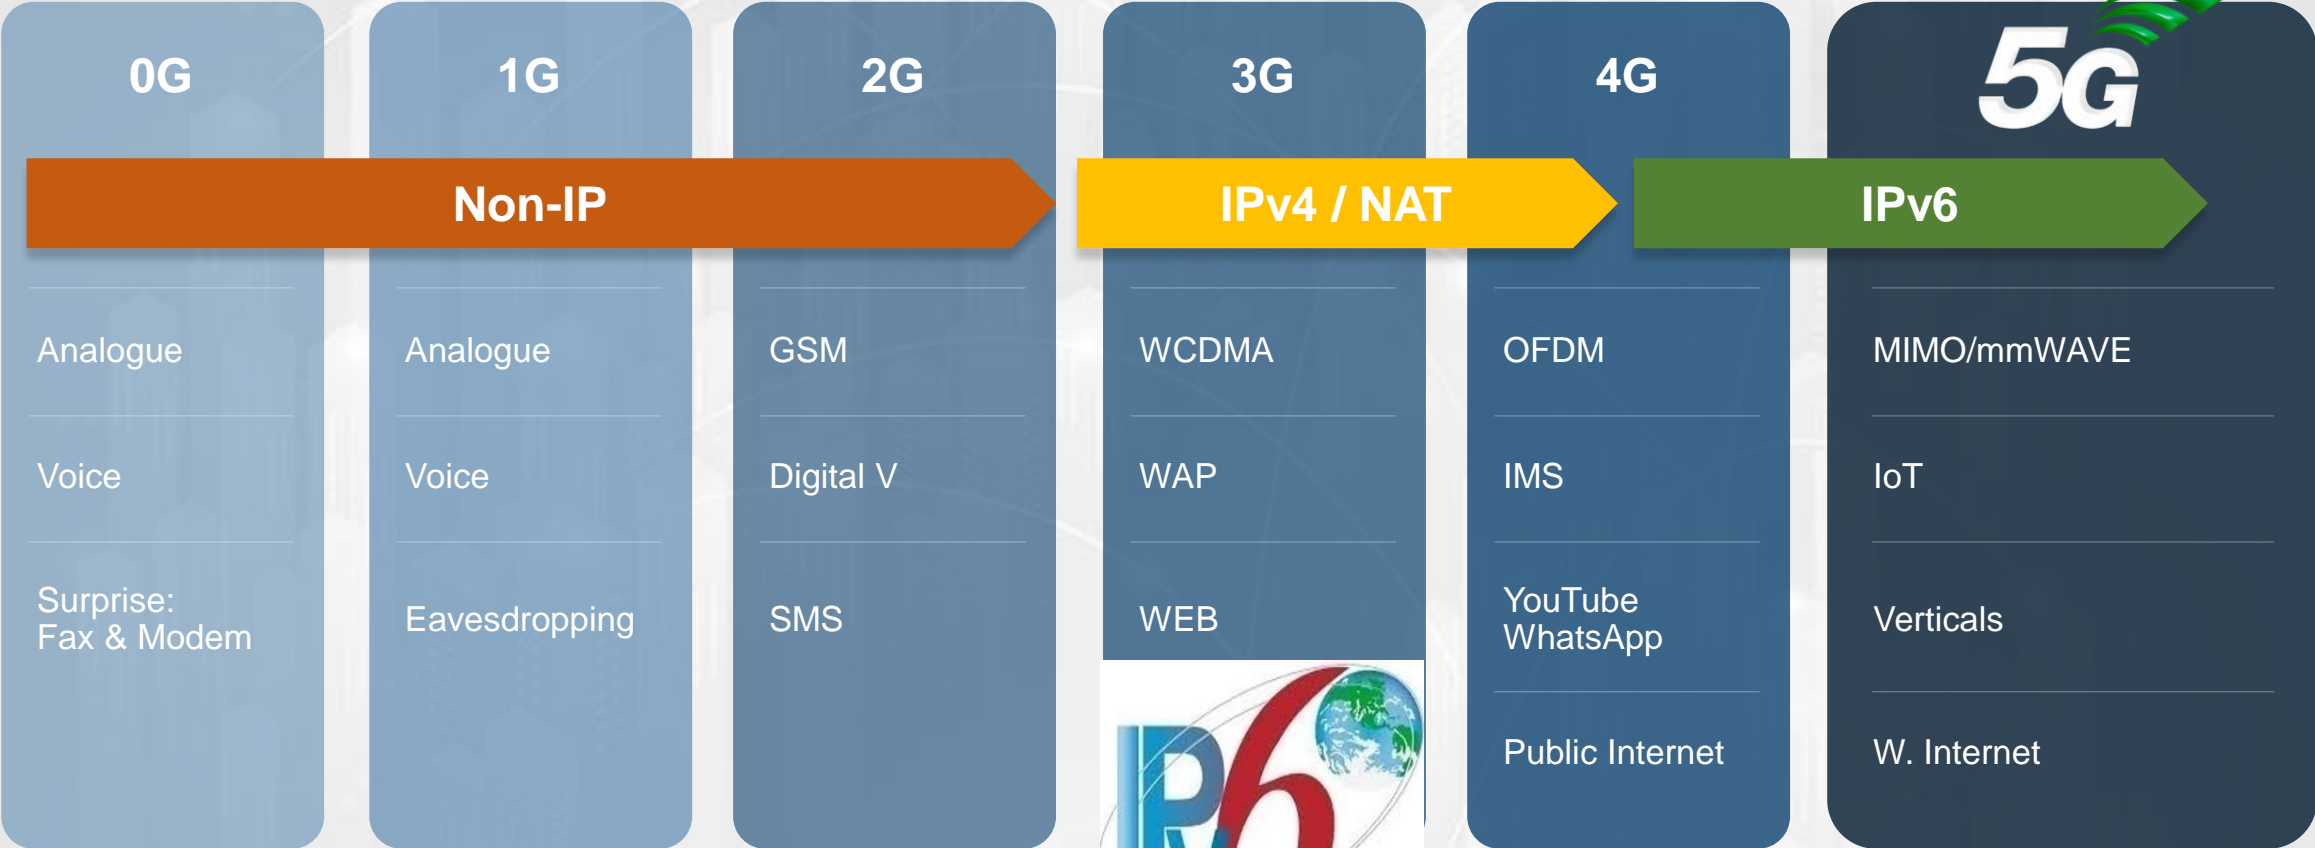 0G
1G
2G
3G
4G
5G
Non-IP
IPv4 / NAT
IPv6
Analogue
Analogue
GSM
WCDMA
OFDM
MIMO/mmWAVE
Voice
Voice
Digital V
WAP
IMS
IoT
Surprise:
Fax & Modem
Eavesdropping
SMS
WEB
YouTube
WhatsApp
Verticals
Public Internet
W. Internet
IPv6